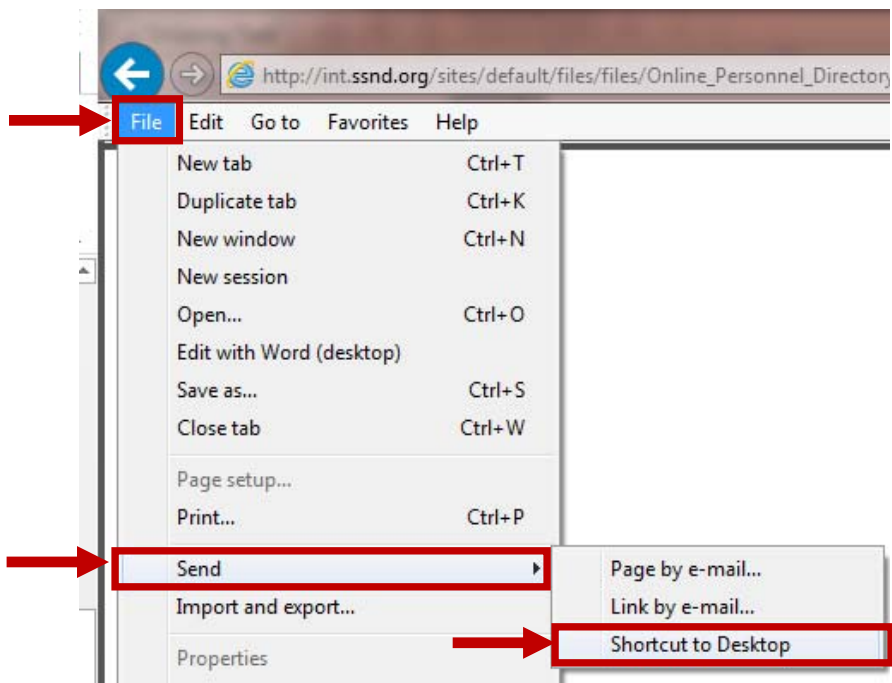 http://int.ssnd.org/sites/default/files/files/Online_Personnel_Directory
File Edit Go to Favorites Help
New tab Ctrl+T
Duplicate tab Ctrl+K
New window Ctrl+N
New session
Open... Ctrl+O
Edit with Word (desktop)
Save as... Ctrl+S
Close tab Ctrl+W
Page setup...
Print... Ctrl+P
Send Page by e-mail...
Import and export... Link by e-mail...
Shortcut to Desktop
Properties